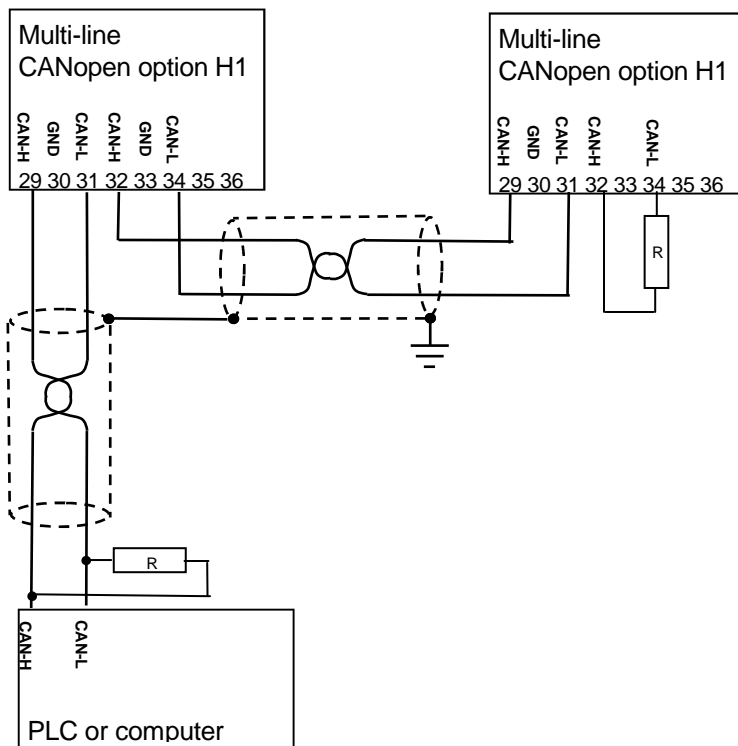 Multi-line
CANopen option H1
CAN-H GND CAN-L CAN-H GND CAN-L
29 30 31 32 33 34 35 36
Multi-line
CANopen option H1
CAN-H GND CAN-L CAN-H CAN-L
29 30 31 32 33 34 35 36
R
R
CAN-H CAN-L
PLC or computer